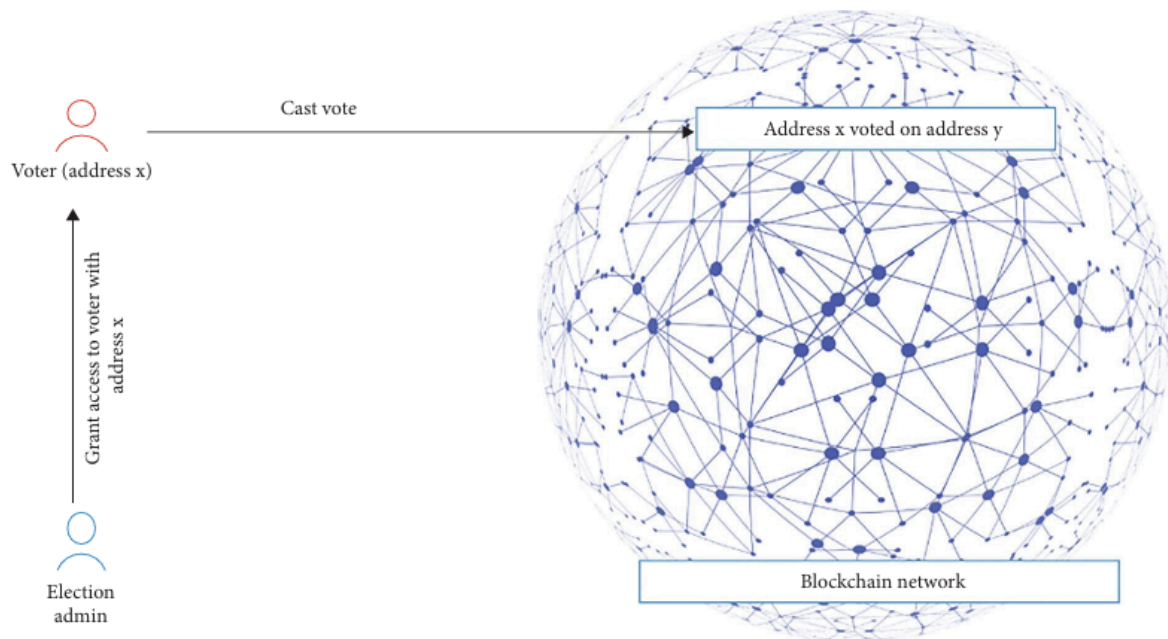 Cast vote
Address x voted on address y
Voter (address x)
Grant access to voter with
address x
Election
admin
Blockchain network